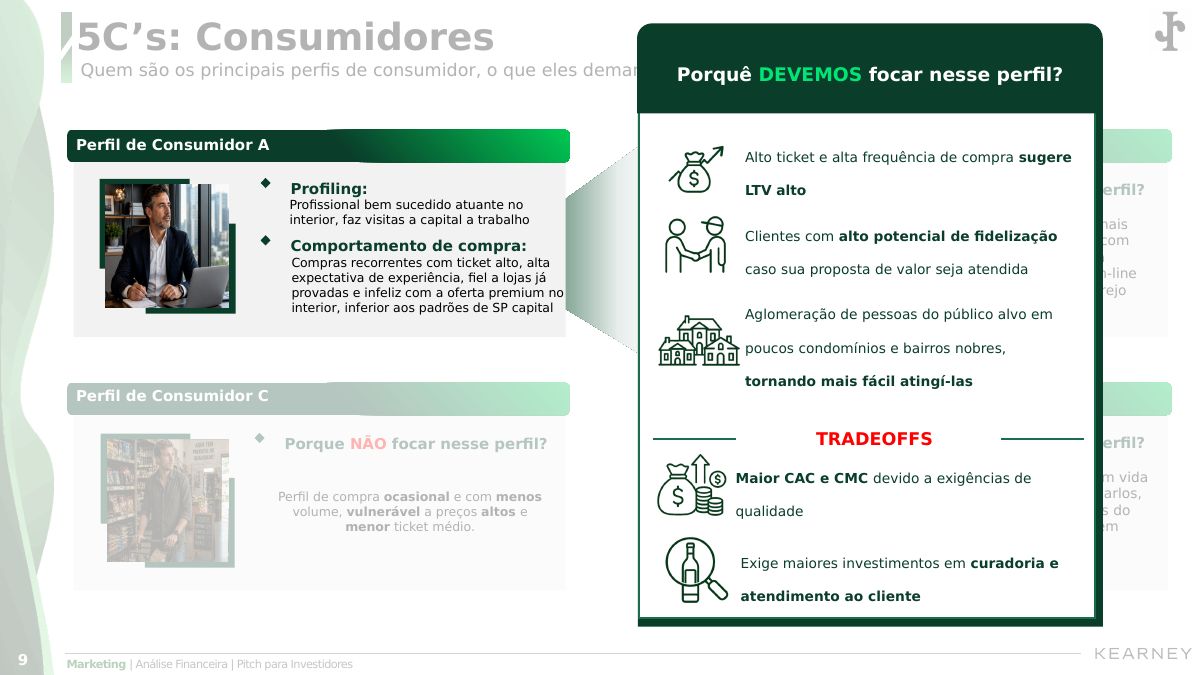 5C’s: Consumidores
Quem são os principais perfis de consumidor, o que eles
Perfil de Consumidor A
Profiling:
Profissional bem sucedido atuante no
interior, faz visitas a capital a trabalho
Comportamento de compra:
Compras recorrentes com ticket alto, alta
expectativa de experiência, fiel a lojas já
provadas e infeliz com a oferta premium no
interior, inferior aos padrões de SP capital
Perfil de Consumidor C
Porque NÃO focar nesse perfil?
Perfil de compra ocasional e com menos
volume, vulnerável a preços altos e
menor ticket médio.
Porquê DEVEMOS focar nesse perfil?
Alto ticket e alta frequência de compra sugere
LTV alto
Clientes com alto potencial de fidelização
caso sua proposta de valor seja atendida
Aglomeração de pessoas do público alvo em
poucos condomínios e bairros nobres,
tornando mais fácil atingí-las
TRADEOFFS
Maior CAC e CMC devido a exigências de
qualidade
Exige maiores investimentos em curadoria e
atendimento ao cliente
com
vida
do
9
Marketing | Análise Financeira | Pitch para Investidores
KEARNEY